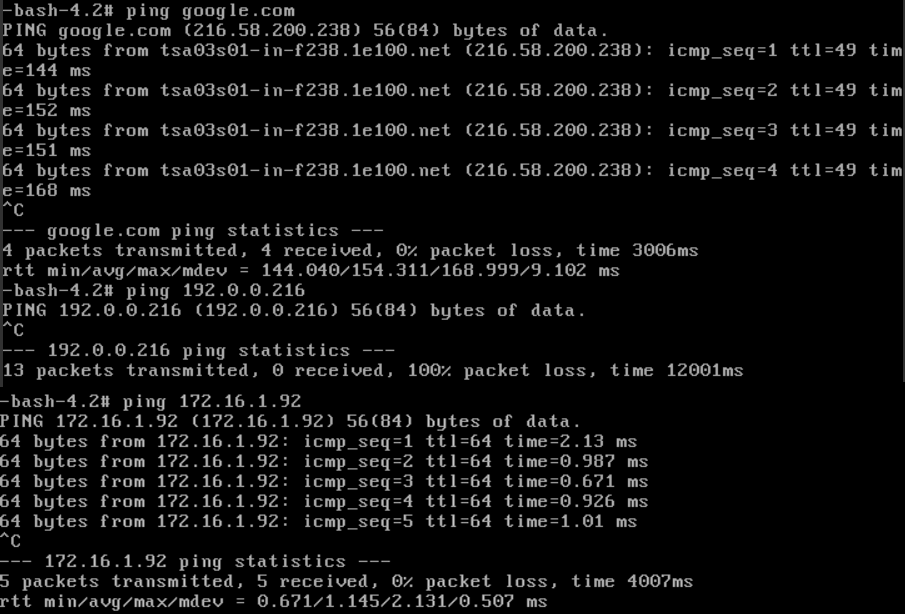 -bash-4.2# ping google.com
PING google.com (216.58.200.238) 56(84) bytes of data.
64 bytes from tsa03s01-in-f238.1e100.net (216.58.200.238): icmp_seq=1 ttl=49 tim
e=144 ms
64 bytes from tsa03s01-in-f238.1e100.net (216.58.200.238): icmp_seq=2 ttl=49 tim
e=152 ms
64 bytes from tsa03s01-in-f238.1e100.net (216.58.200.238): icmp_seq=3 ttl=49 tim
e=151 ms
64 bytes from tsa03s01-in-f238.1e100.net (216.58.200.238): icmp_seq=4 ttl=49 tim
e=168 ms
^C
--- google.com ping statistics ---
4 packets transmitted, 4 received, 0% packet loss, time 3006ms
rtt min/avg/max/mdev = 144.040/154.311/168.999/9.102 ms
-bash-4.2# ping 192.0.0.216
PING 192.0.0.216 (192.0.0.216) 56(84) bytes of data.
^C
--- 192.0.0.216 ping statistics ---
13 packets transmitted, 0 received, 100% packet loss, time 12001ms
-bash-4.2# ping 172.16.1.92
PING 172.16.1.92 (172.16.1.92) 56(84) bytes of data.
64 bytes from 172.16.1.92: icmp_seq=1 ttl=64 time=2.13 ms
64 bytes from 172.16.1.92: icmp_seq=2 ttl=64 time=0.987 ms
64 bytes from 172.16.1.92: icmp_seq=3 ttl=64 time=0.671 ms
64 bytes from 172.16.1.92: icmp_seq=4 ttl=64 time=0.926 ms
64 bytes from 172.16.1.92: icmp_seq=5 ttl=64 time=1.01 ms
^C
--- 172.16.1.92 ping statistics ---
5 packets transmitted, 5 received, 0% packet loss, time 4007ms
rtt min/avg/max/mdev = 0.671/1.145/2.131/0.507 ms